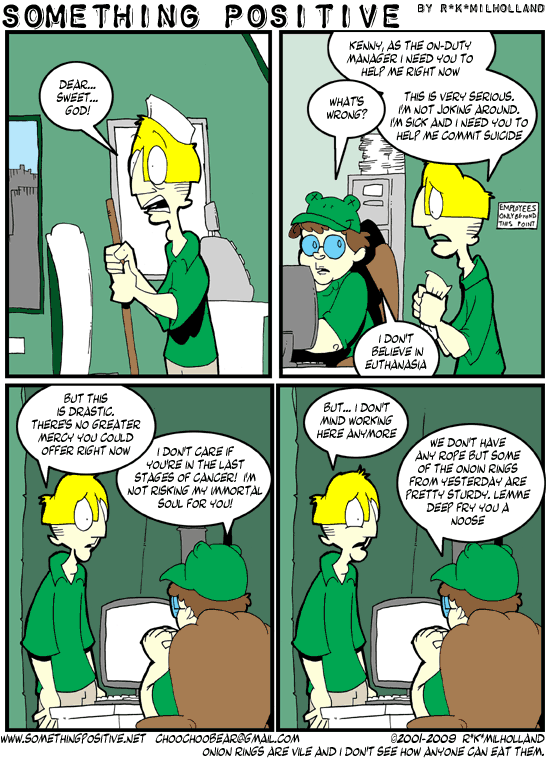 SOMETHING POSITIVE BY R*K*MILHOLLAND
DEAR...
SWEET...
GOD!
KENNY, AS THE ON-DUTY
MANAGER I NEED YOU TO
HELP ME RIGHT NOW
WHAT'S
WRONG?
THIS IS VERY SERIOUS.
I'M NOT JOKING AROUND.
I'M SICK AND I NEED YOU TO
HELP ME COMMIT SUICIDE
EMPLOYEES
ONLY BEYOND
THIS POINT
I DON'T
BELIEVE IN
EUTHANASIA
BUT THIS
IS DRASTIC.
THERE'S NO GREATER
MERCY YOU COULD
OFFER RIGHT NOW
I DON'T CARE IF
YOU'RE IN THE LAST
STAGES OF CANCER! I'M
NOT RISKING MY IMMORTAL
SOUL FOR YOU!
BUT... I DON'T
MIND WORKING
HERE ANYMORE
WE DON'T HAVE
ANY ROPE BUT SOME
OF THE ONOIN RINGS
FROM YESTERDAY ARE
PRETTY STURDY. LEMME
DEEP FRY YOU A
NOOSE
WWW.SOMETHINGPOSITIVE.NET CHOOCHOOBEAR@GMAIL.COM ©2001-2009 R*K*MILHOLLAND
ONION RINGS ARE VILE AND I DON'T SEE HOW ANYONE CAN EAT THEM.